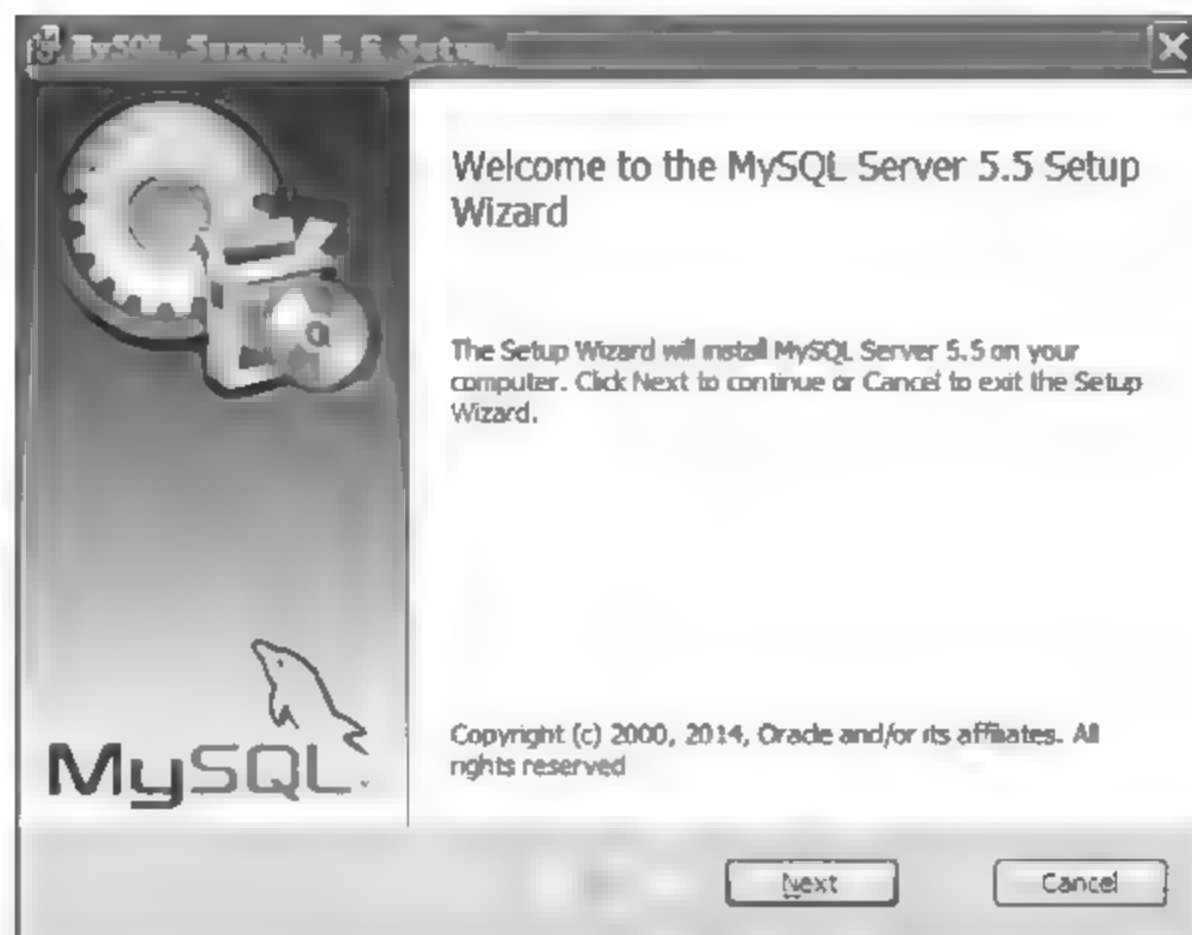 MySQL Server 5.5 Setup
Welcome to the MySQL Server 5.5 Setup
Wizard
The Setup Wizard will install MySQL Server 5.5 on your
computer. Click Next to continue or Cancel to exit the Setup
Wizard.
Copyright (c) 2000, 2014, Oracle and/or its affiliates. All
rights reserved
MySQL
Next
Cancel